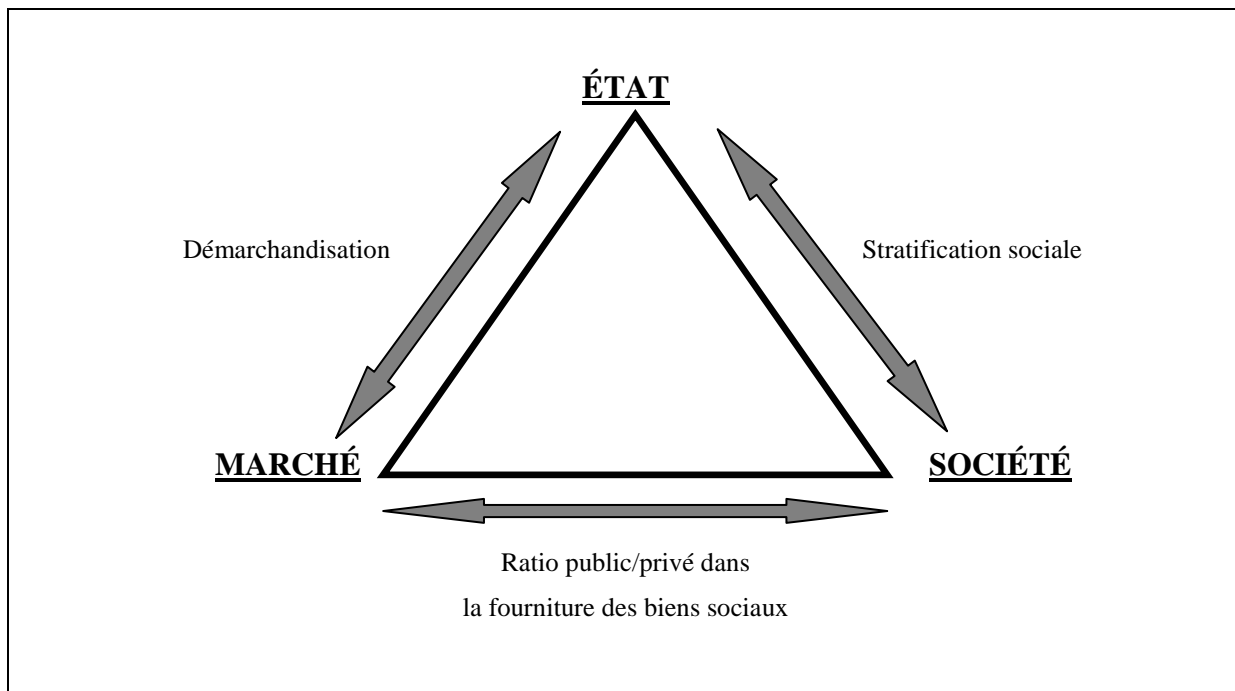 ÉTAT
Démarchandisation
Stratification sociale
MARCHÉ
SOCIÉTÉ
Ratio public/privé dans
la fourniture des biens sociaux